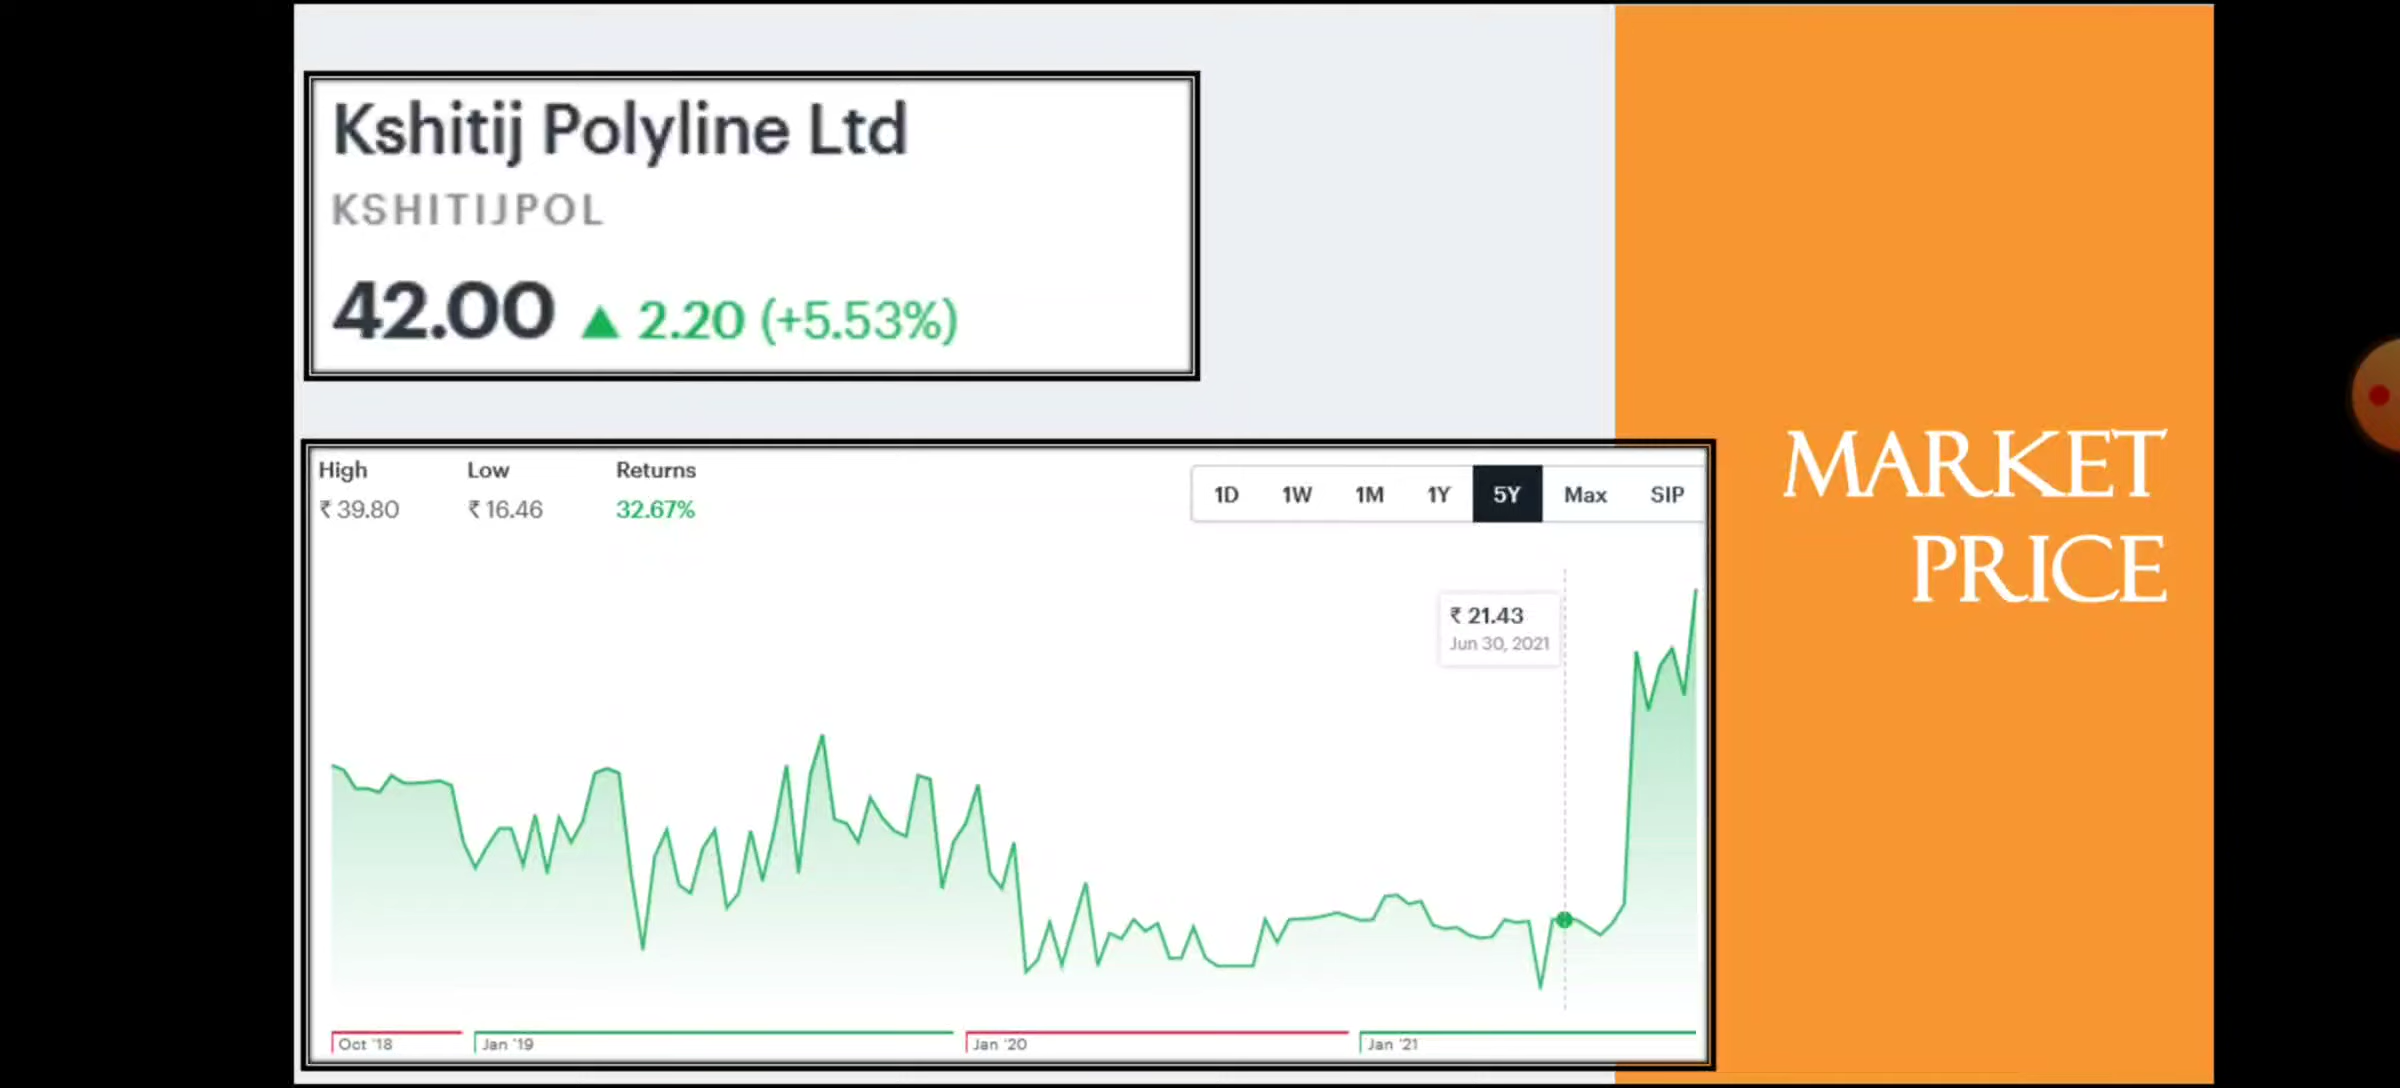 Kshitij Polyline Ltd
KSHITIJPOL
42.00 ▲ 2.20 (+5.53%)
High Low Returns
₹ 39.80 ₹ 16.46 32.67%
1D 1W 1M 1Y 5Y Max SIP
₹ 21.43
Jun 30, 2021
Oct '18 Jan '19 Jan '20 Jan '21
MARKET
PRICE